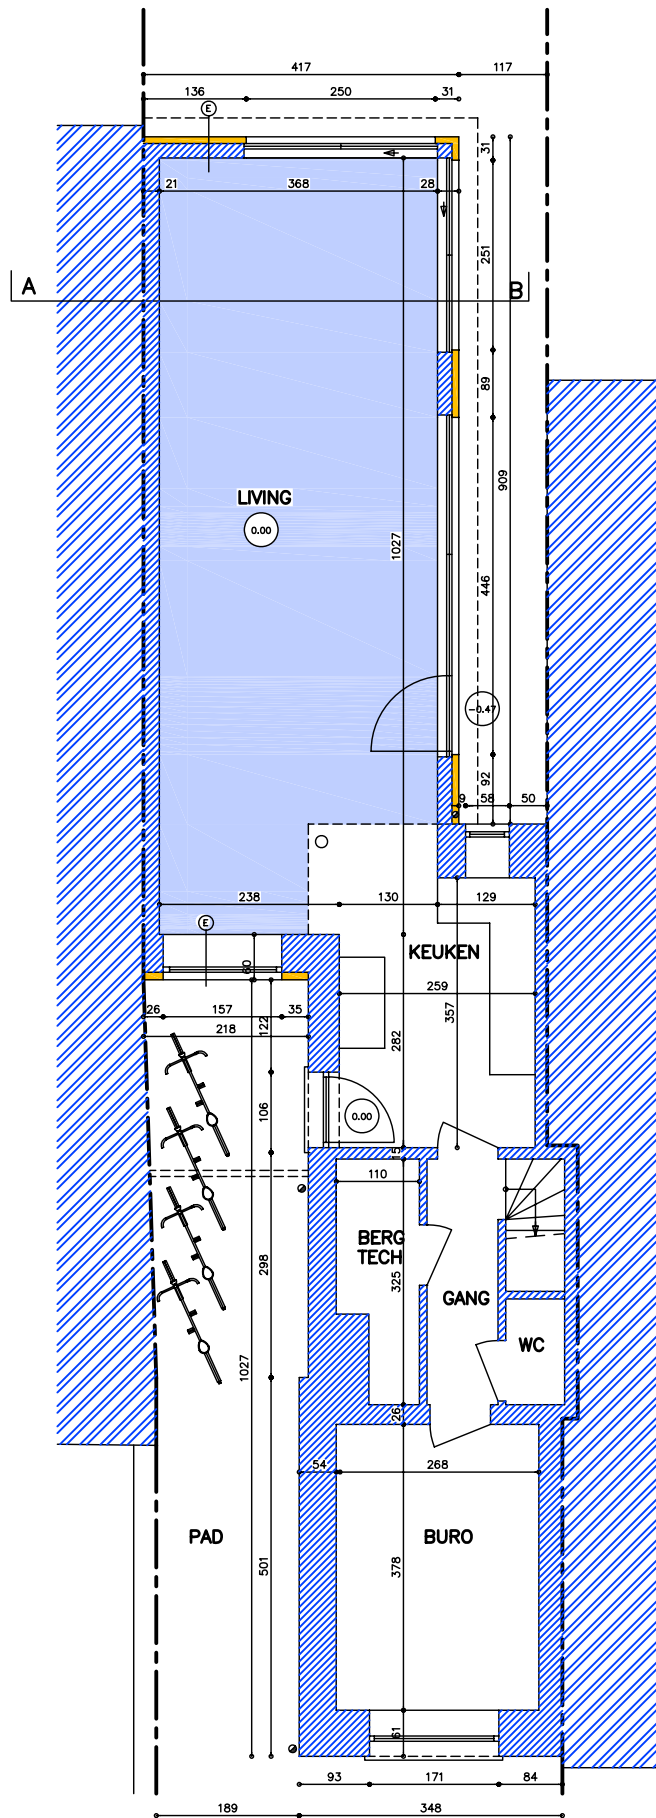 417 117
136 250 31
E
31
21 368 28
251
A B
89
LIVING
0.00
909
1027
446
-0.47
92
9 58 50
238 130 129
E
KEUKEN
60
259
357
26 157 35
218
122
282
106
0.00
15
110
BERG
TECH
325
298
GANG
WC
1027
26
54 268
PAD BURO
501
378
61
93 171 84
189 348